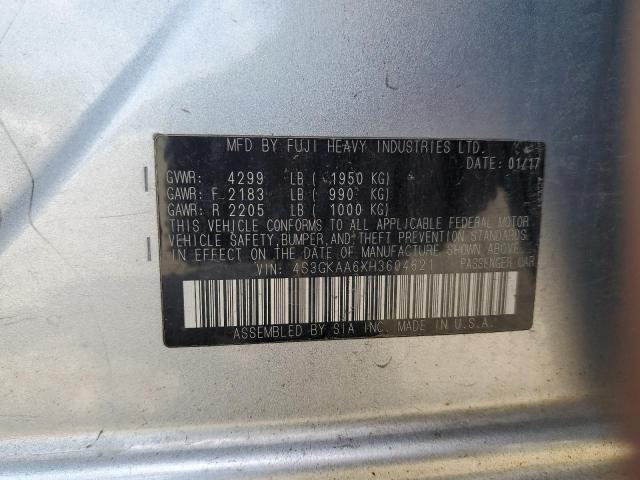 MFD BY FUJI HEAVY INDUSTRIES LTD.
DATE: 01/17
GVWR: 4299 LB ( 1950 KG)
GAWR: F 2183 LB ( 990 KG)
GAWR: R 2205 LB ( 1000 KG)
THIS VEHICLE CONFORMS TO ALL APPLICABLE FEDERAL MOTOR
VEHICLE SAFETY, BUMPER, AND THEFT PREVENTION STANDARDS
IN EFFECT ON THE DATE OF MANUFACTURE SHOWN ABOVE.
VIN: 4S3GKAA6XH3604621 PASSENGER CAR
ASSEMBLED BY SIA INC. MADE IN U.S.A.